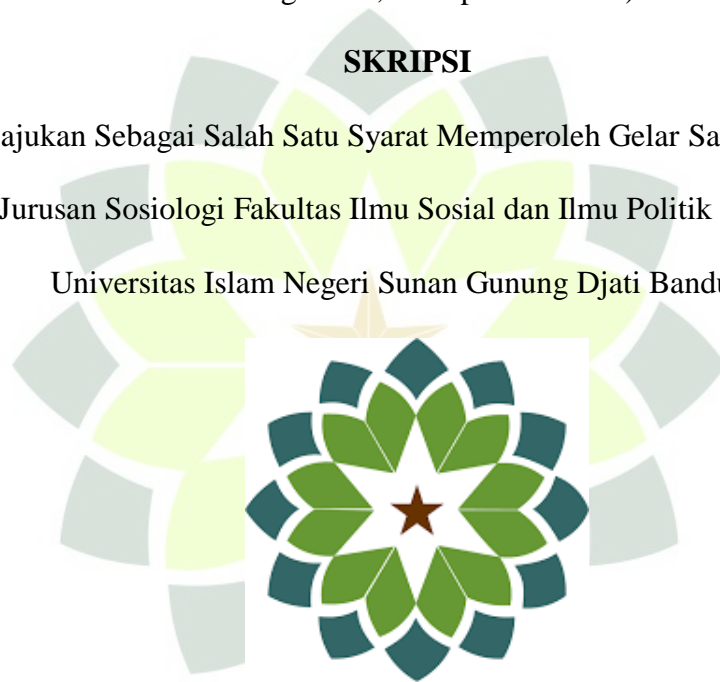 SKRIPSI
ajukan Sebagai Salah Satu Syarat Memperoleh Gelar Sa
Jurusan Sosiologi Fakultas Ilmu Sosial dan Ilmu Politik
Universitas Islam Negeri Sunan Gunung Djati Bandu